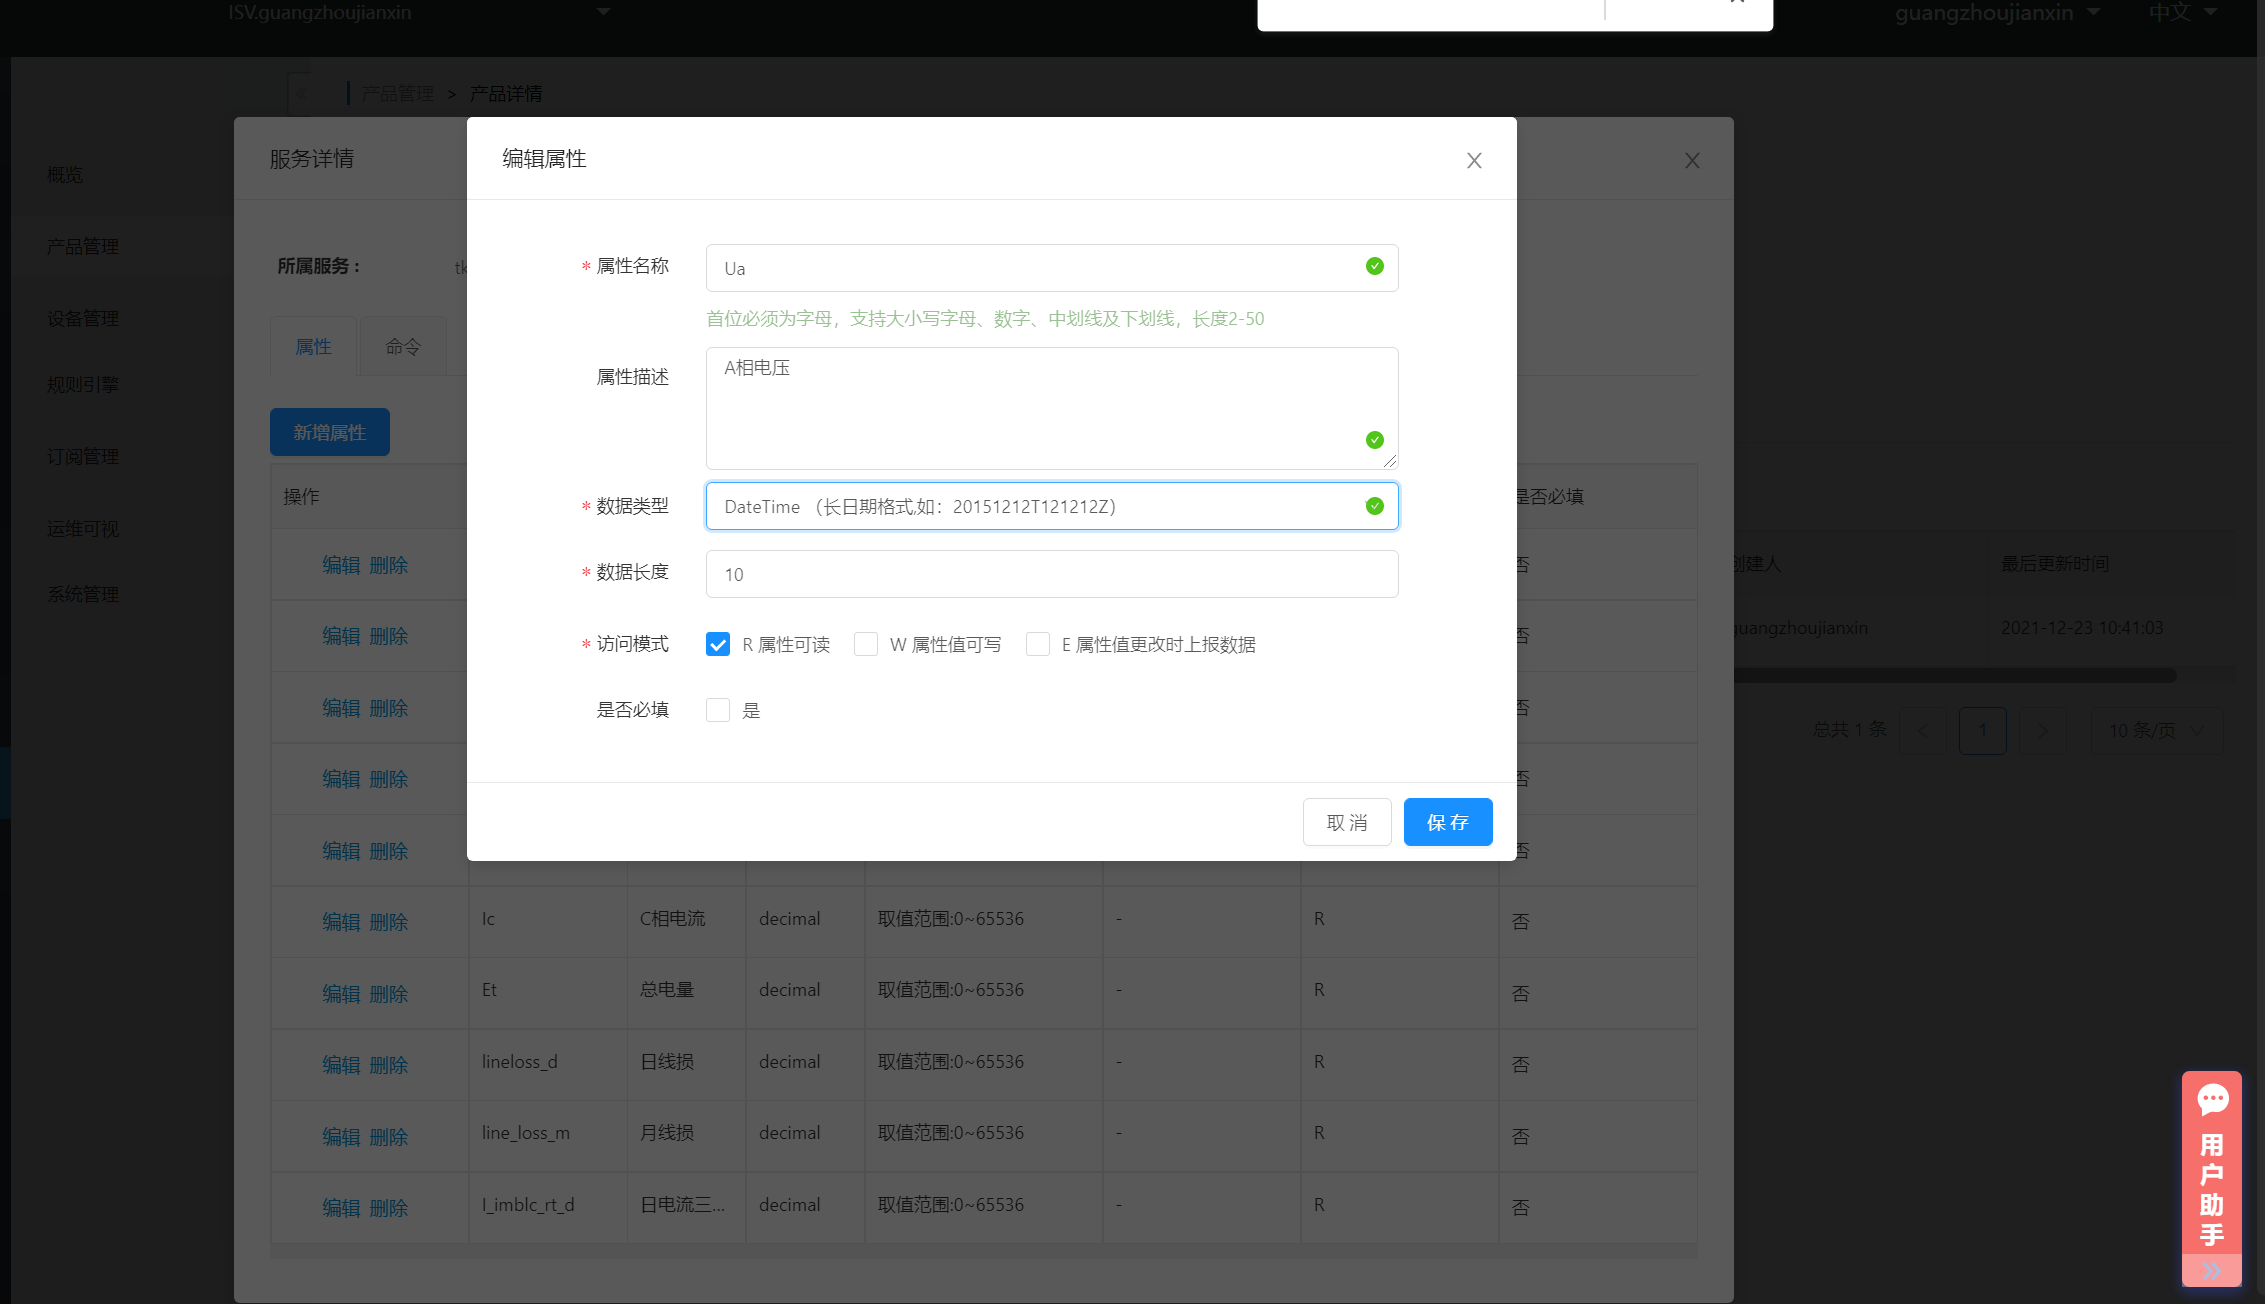 ISV.guangzhoujianxin
guangzhoujianxin
中文
产品管理 > 产品详情
概览
产品管理
设备管理
规则引擎
订阅管理
运维可视
系统管理
服务详情
所属服务：
属性
命令
新增属性
编辑属性
* 属性名称
Ua
首位必须为字母，支持大小写字母、数字、中划线及下划线，长度2-50
属性描述
A相电压
* 数据类型
DateTime （长日期格式,如：20151212T121212Z）
* 数据长度
10
* 访问模式
R 属性可读 W 属性值可写 E 属性值更改时上报数据
是否必填
是
取 消
保 存
操作
是否必填
编辑 删除 否
编辑 删除 否
编辑 删除 否
编辑 删除 否
编辑 删除 否
编辑 删除 Ic C相电流 decimal 取值范围:0~65536 - R 否
编辑 删除 Et 总电量 decimal 取值范围:0~65536 - R 否
编辑 删除 lineloss_d 日线损 decimal 取值范围:0~65536 - R 否
编辑 删除 line_loss_m 月线损 decimal 取值范围:0~65536 - R 否
编辑 删除 I_imblc_rt_d 日电流三... decimal 取值范围:0~65536 - R 否
创建人 最后更新时间
guangzhoujianxin 2021-12-23 10:41:03
总共 1 条 < 1 > 10 条/页
用户助手